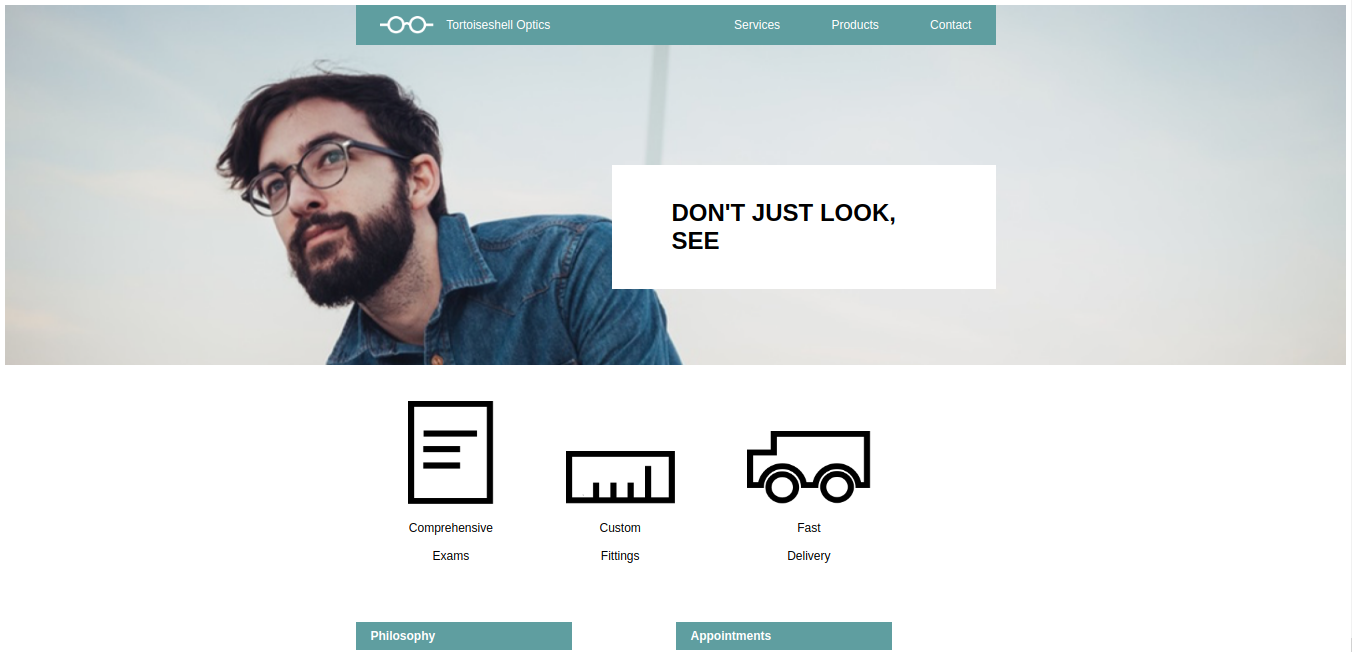 Tortoiseshell Optics Services Products Contact
DON'T JUST LOOK,
SEE
Comprehensive Custom Fast
Exams Fittings Delivery
Philosophy Appointments